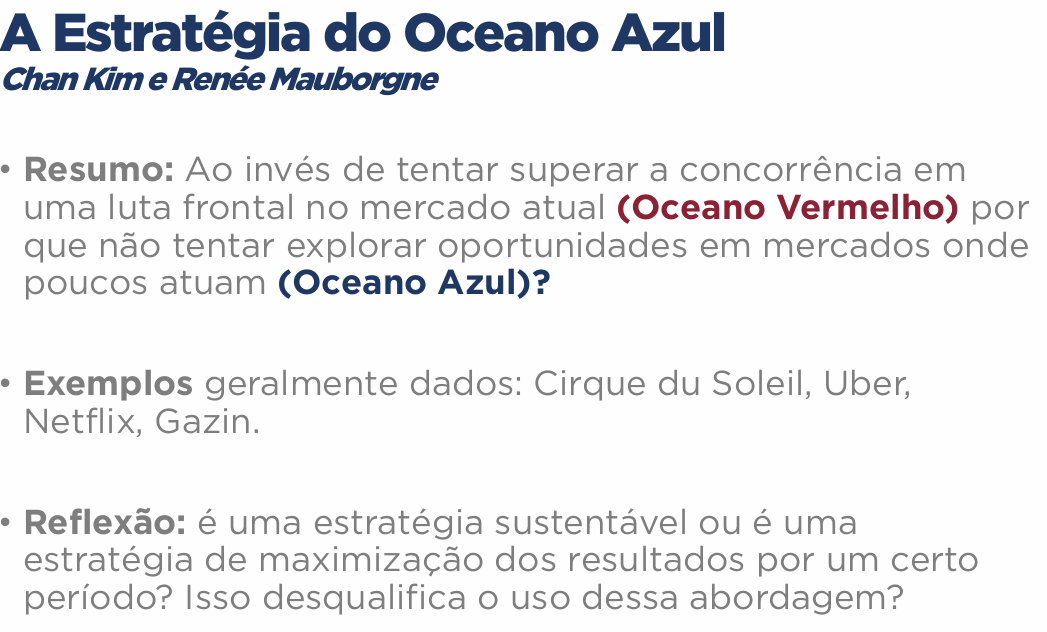 A Estratégia do Oceano Azul
Chan Kim e Renée Mauborgne
• Resumo: Ao invés de tentar superar a concorrência em
uma luta frontal no mercado atual (Oceano Vermelho) por
que não tentar explorar oportunidades em mercados onde
poucos atuam (Oceano Azul)?
• Exemplos geralmente dados: Cirque du Soleil, Uber,
Netflix, Gazin.
• Reflexão: é uma estratégia sustentável ou é uma
estratégia de maximização dos resultados por um certo
período? Isso desqualifica o uso dessa abordagem?